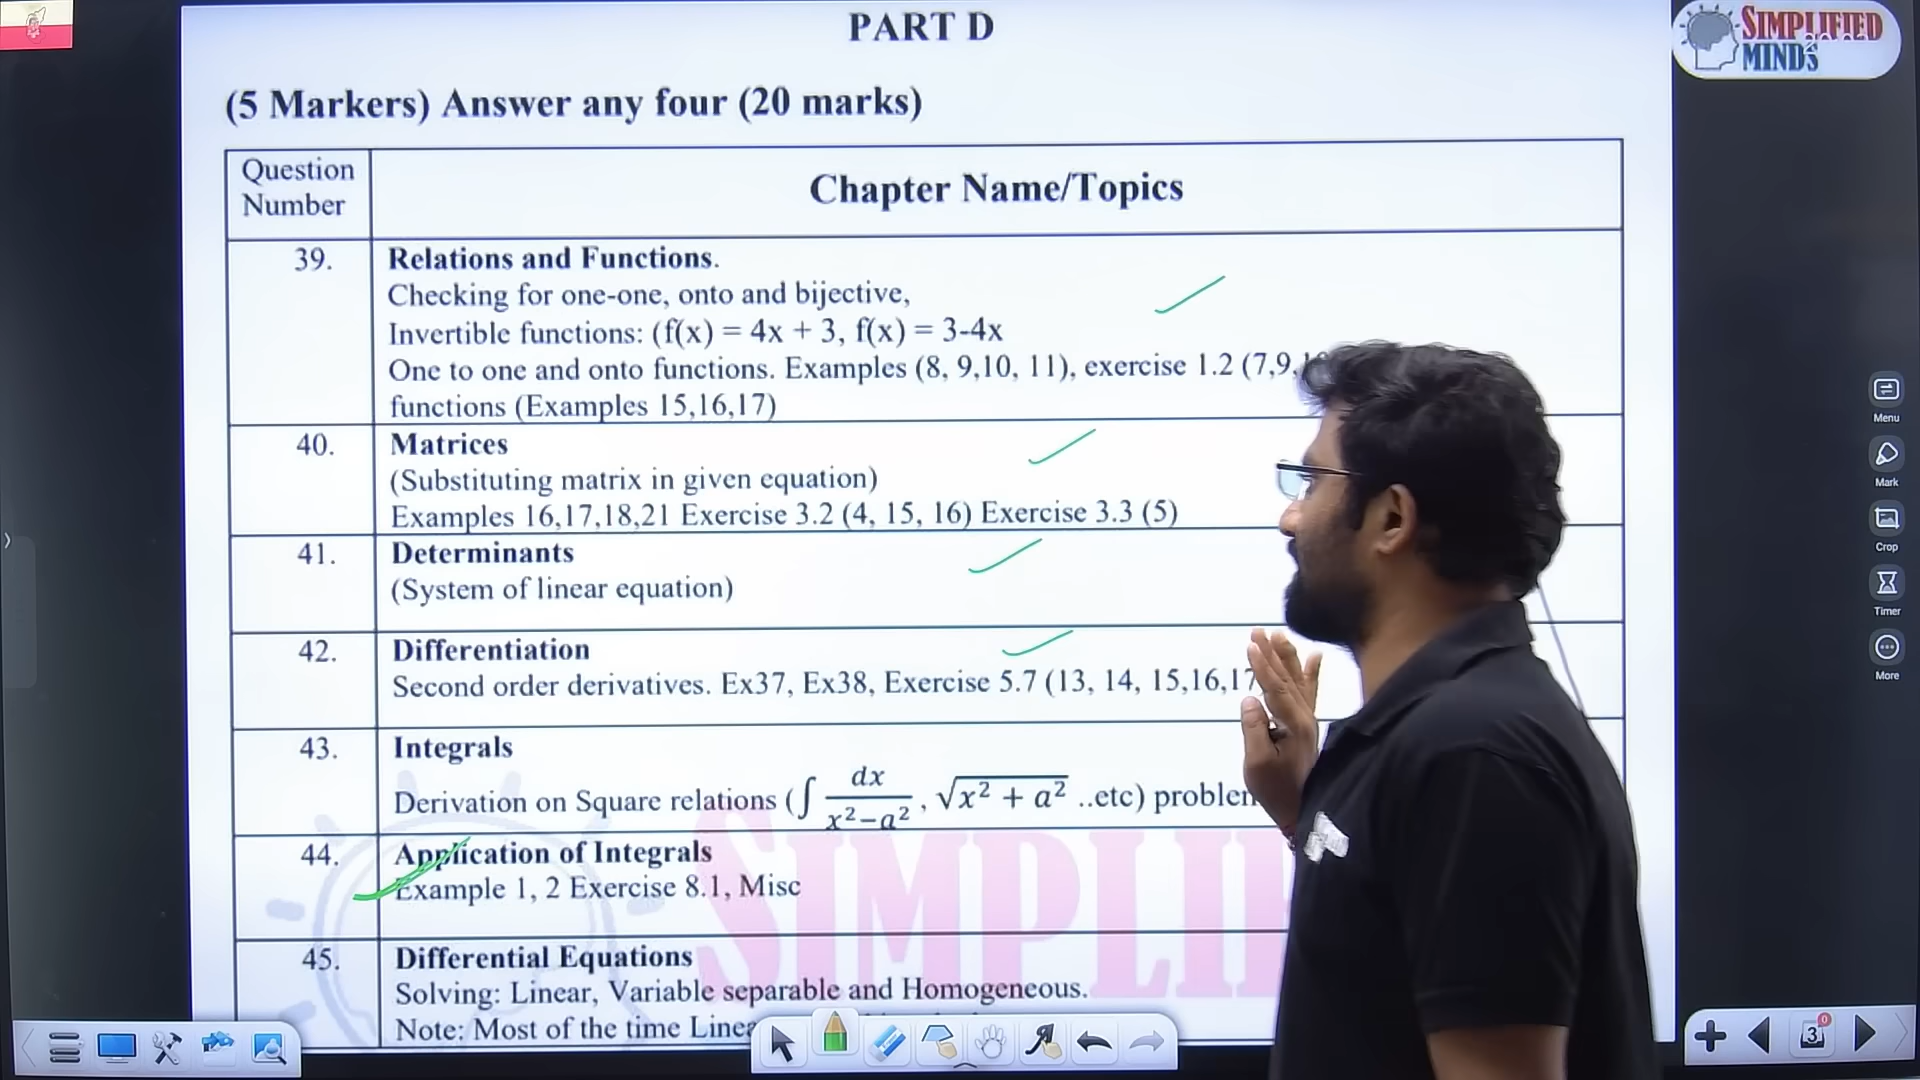 PART D
SIMPLIFIED
MINDS
(5 Markers) Answer any four (20 marks)
Question
Number
Chapter Name/Topics
39.
Relations and Functions.
Checking for one-one, onto and bijective,
Invertible functions: (f(x) = 4x + 3, f(x) = 3-4x
One to one and onto functions. Examples (8, 9,10, 11), exercise 1.2 (7,9,
functions (Examples 15,16,17)
40.
Matrices
(Substituting matrix in given equation)
Examples 16,17,18,21 Exercise 3.2 (4, 15, 16) Exercise 3.3 (5)
41.
Determinants
(System of linear equation)
42.
Differentiation
Second order derivatives. Ex37, Ex38, Exercise 5.7 (13, 14, 15,16,17
43.
Integrals
Derivation on Square relations (∫ dx/(x²−a²), √(x² + a²) ..etc)
44.
Application of Integrals
Example 1, 2 Exercise 8.1, Misc
45.
Differential Equations
Solving: Linear, Variable separable and Homogeneous.
Note: Most of the time
Menu
Mark
Crop
Timer
More
3
0